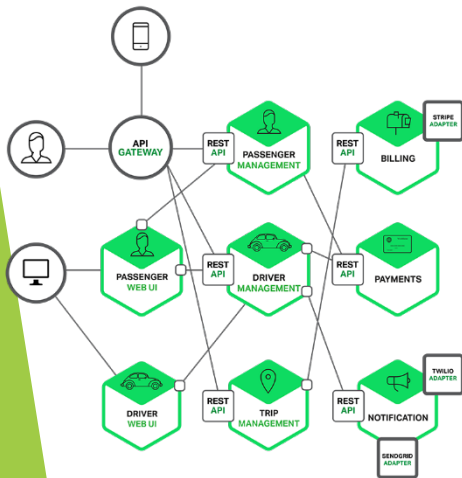 API
GATEWAY
REST
API
PASSENGER
MANAGEMENT
REST
API
BILLING
STRIPE
ADAPTER
PASSENGER
WEB UI
REST
API
DRIVER
MANAGEMENT
REST
API
PAYMENTS
DRIVER
WEB UI
REST
API
TRIP
MANAGEMENT
REST
API
NOTIFICATION
TWILIO
ADAPTER
SENDGRID
ADAPTER